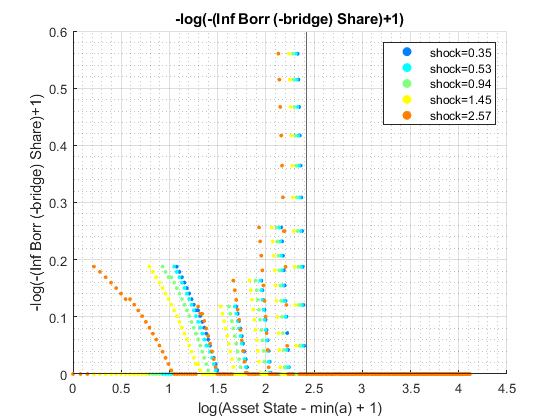 -log(-(Inf Borr (-bridge) Share)+1)
0.6
0.5
0.4
0.3
0.2
0.1
0
-log(-(Inf Borr (-bridge) Share)+1)
shock=0.35
shock=0.53
shock=0.94
shock=1.45
shock=2.57
0 0.5 1 1.5 2 2.5 3 3.5 4 4.5
log(Asset State - min(a) + 1)